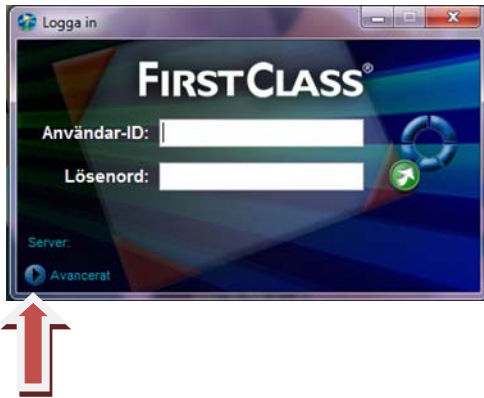 Logga in
FIRSTCLASS®
Användar-ID:
Lösenord:
Server:
Avancerat